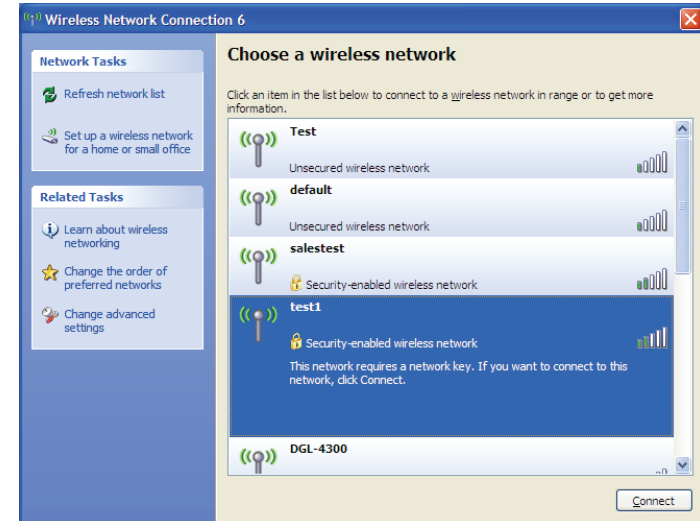 Wireless Network Connection 6
Network Tasks
Refresh network list
Set up a wireless network
for a home or small office
Related Tasks
Learn about wireless
networking
Change the order of
preferred networks
Change advanced
settings
Choose a wireless network
Click an item in the list below to connect to a wireless network in range or to get more
information.
Test
Unsecured wireless network
default
Unsecured wireless network
salestest
Security-enabled wireless network
test1
Security-enabled wireless network
This network requires a network key. If you want to connect to this
network, click Connect.
DGL-4300
Connect